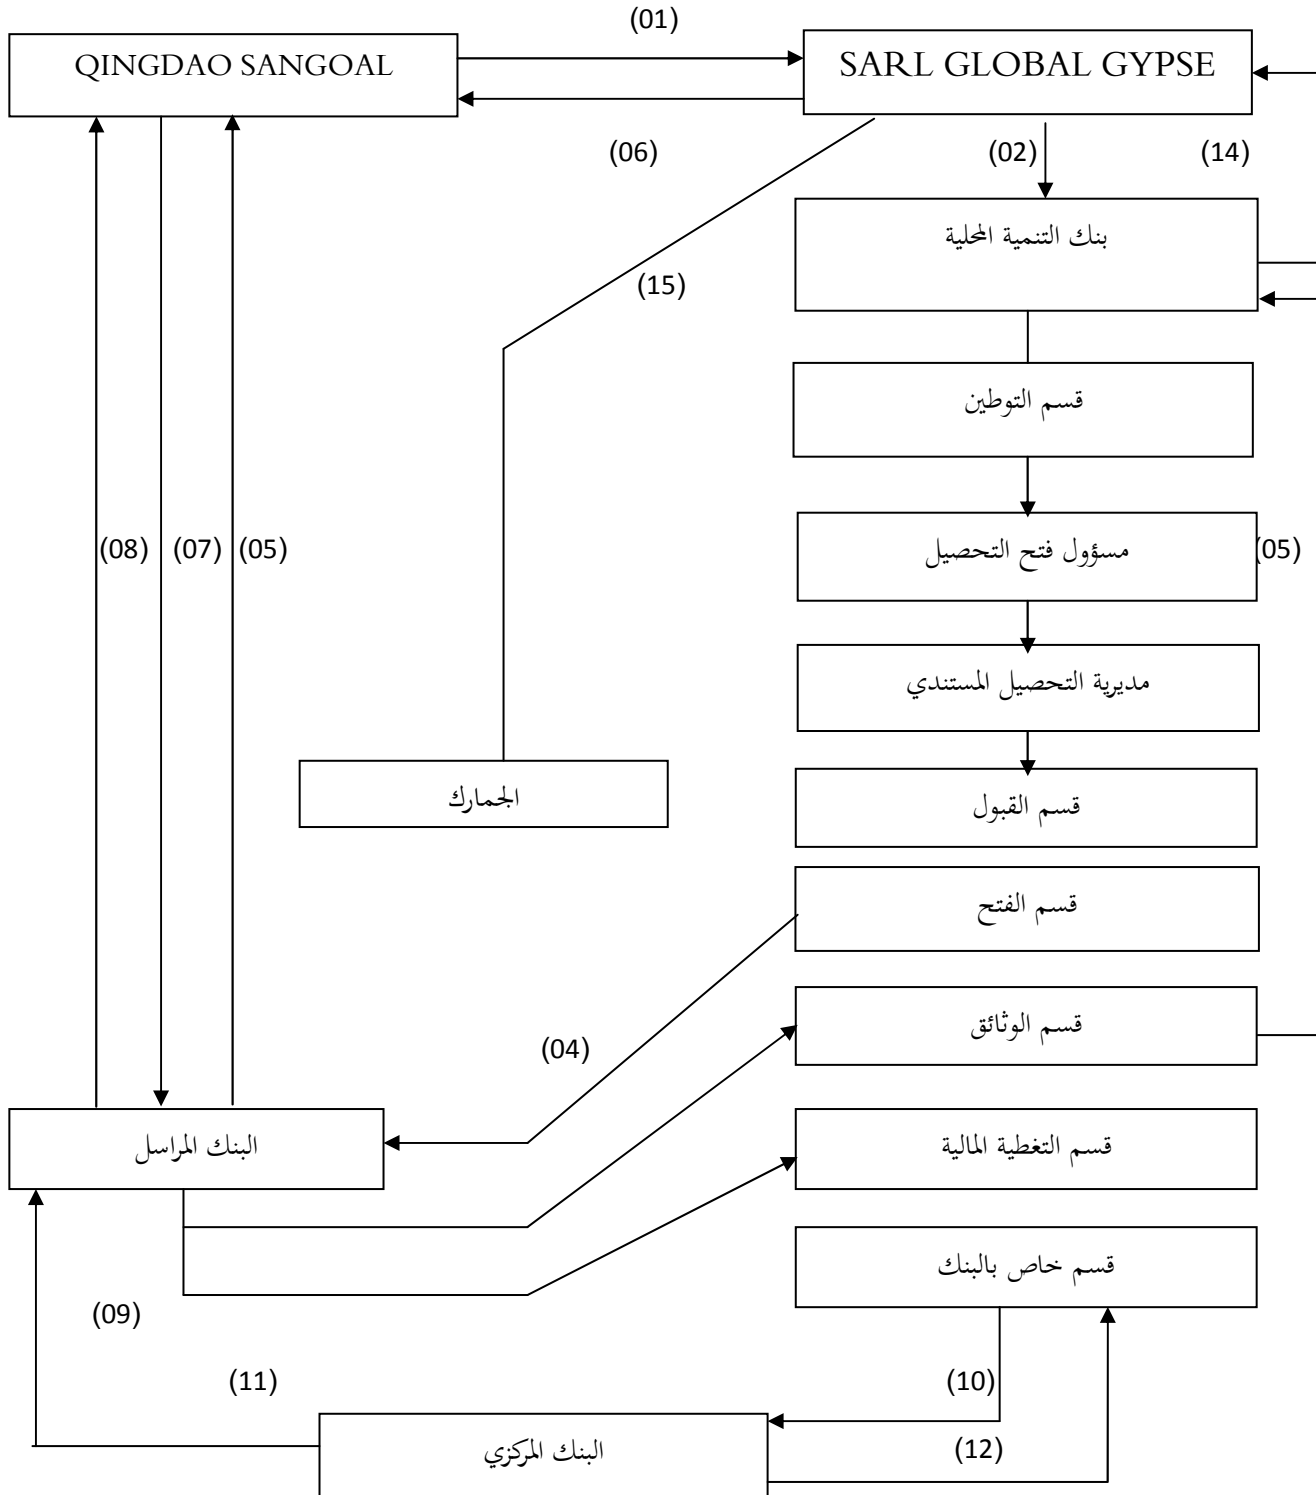 (01)
QINGDAO SANGOAL
SARL GLOBAL GYPSE
(06)
(02)
(14)
بنك التنمية المحلية
(15)
قسم التوطين
(08)
(07)
(05)
مسؤول فتح التحصيل
(05)
مديرية التحصيل المستندي
الجمارك
قسم القبول
قسم الفتح
(04)
قسم الوثائق
البنك المراسل
قسم التغطية المالية
قسم خاص بالبنك
(09)
(11)
(10)
البنك المركزي
(12)